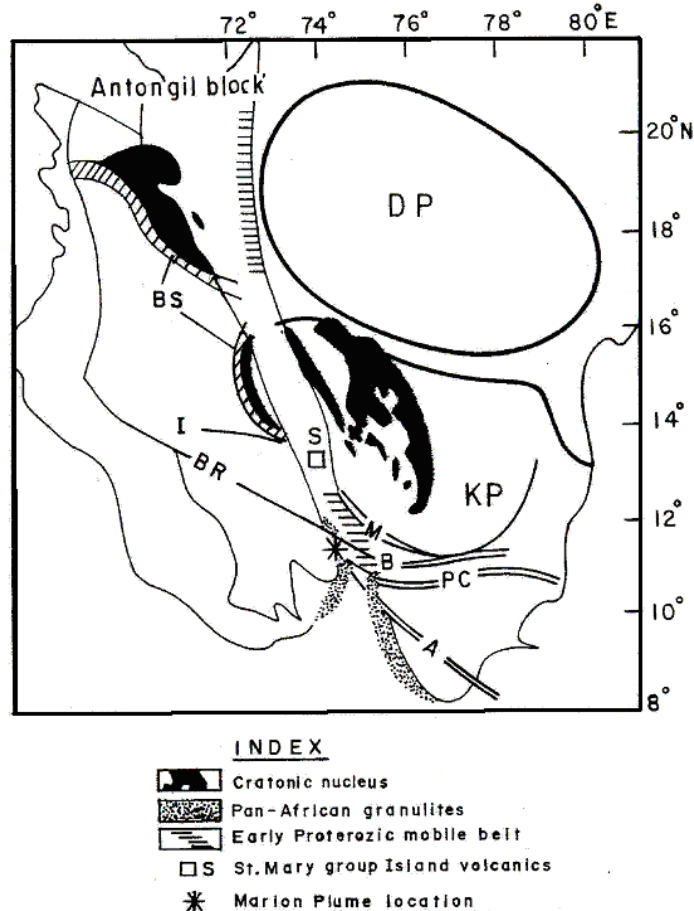 72° 74° 76° 78° 80°E
Antongil block
20°N
DP
18°
BS
16°
I
S
14°
BR
KP
12°
M
B
PC
10°
A
8°
INDEX
Cratonic nucleus
Pan-African granulites
Early Proterozic mobile belt
S St. Mary group Island volcanics
Marion Plume location